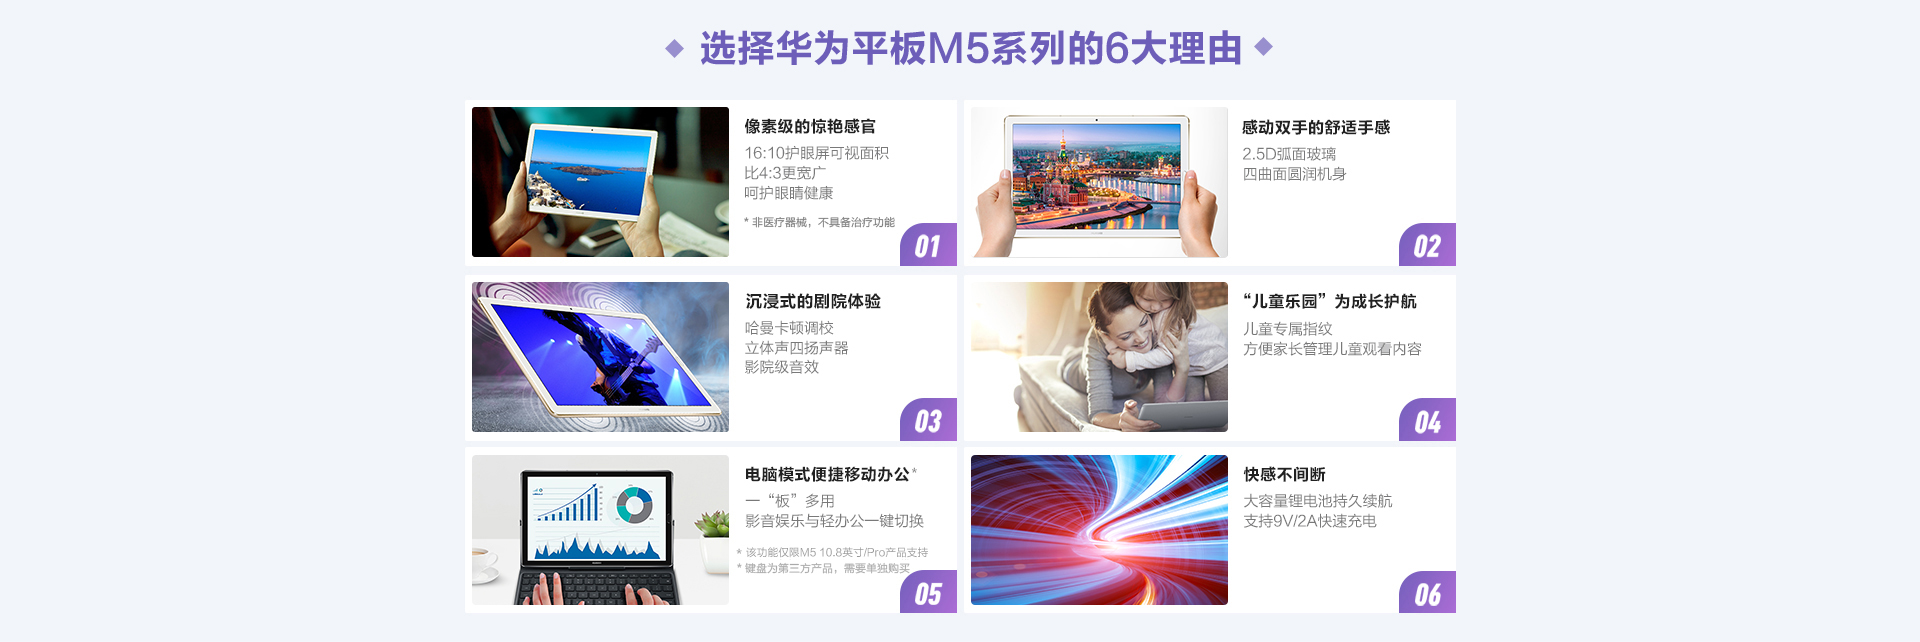 选择华为平板M5系列的6大理由
像素级的惊艳感官
16:10护眼屏可视面积
比4:3更宽广
呵护眼睛健康
* 非医疗器械，不具备治疗功能
01
感动双手的舒适手感
2.5D弧面玻璃
四曲面圆润机身
02
沉浸式的剧院体验
哈曼卡顿调校
立体声四扬声器
影院级音效
03
“儿童乐园”为成长护航
儿童专属指纹
方便家长管理儿童观看内容
04
电脑模式便捷移动办公*
一“板”多用
影音娱乐与轻办公一键切换
* 该功能仅限M5 10.8英寸/Pro产品支持
* 键盘为第三方产品，需要单独购买
05
快感不间断
大容量锂电池持久续航
支持9V/2A快速充电
06